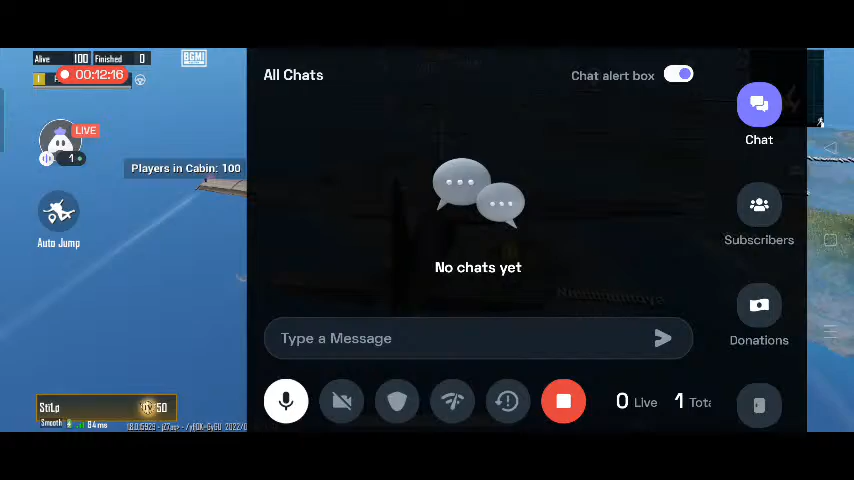 Alive 100 Finished 0
BGMI
00:12:16
LIVE
1
Players in Cabin: 100
Auto Jump
50
Smooth 84ms
All Chats
Chat alert box
No chats yet
Type a Message
0 Live 1 Tota
Chat
Subscribers
Donations